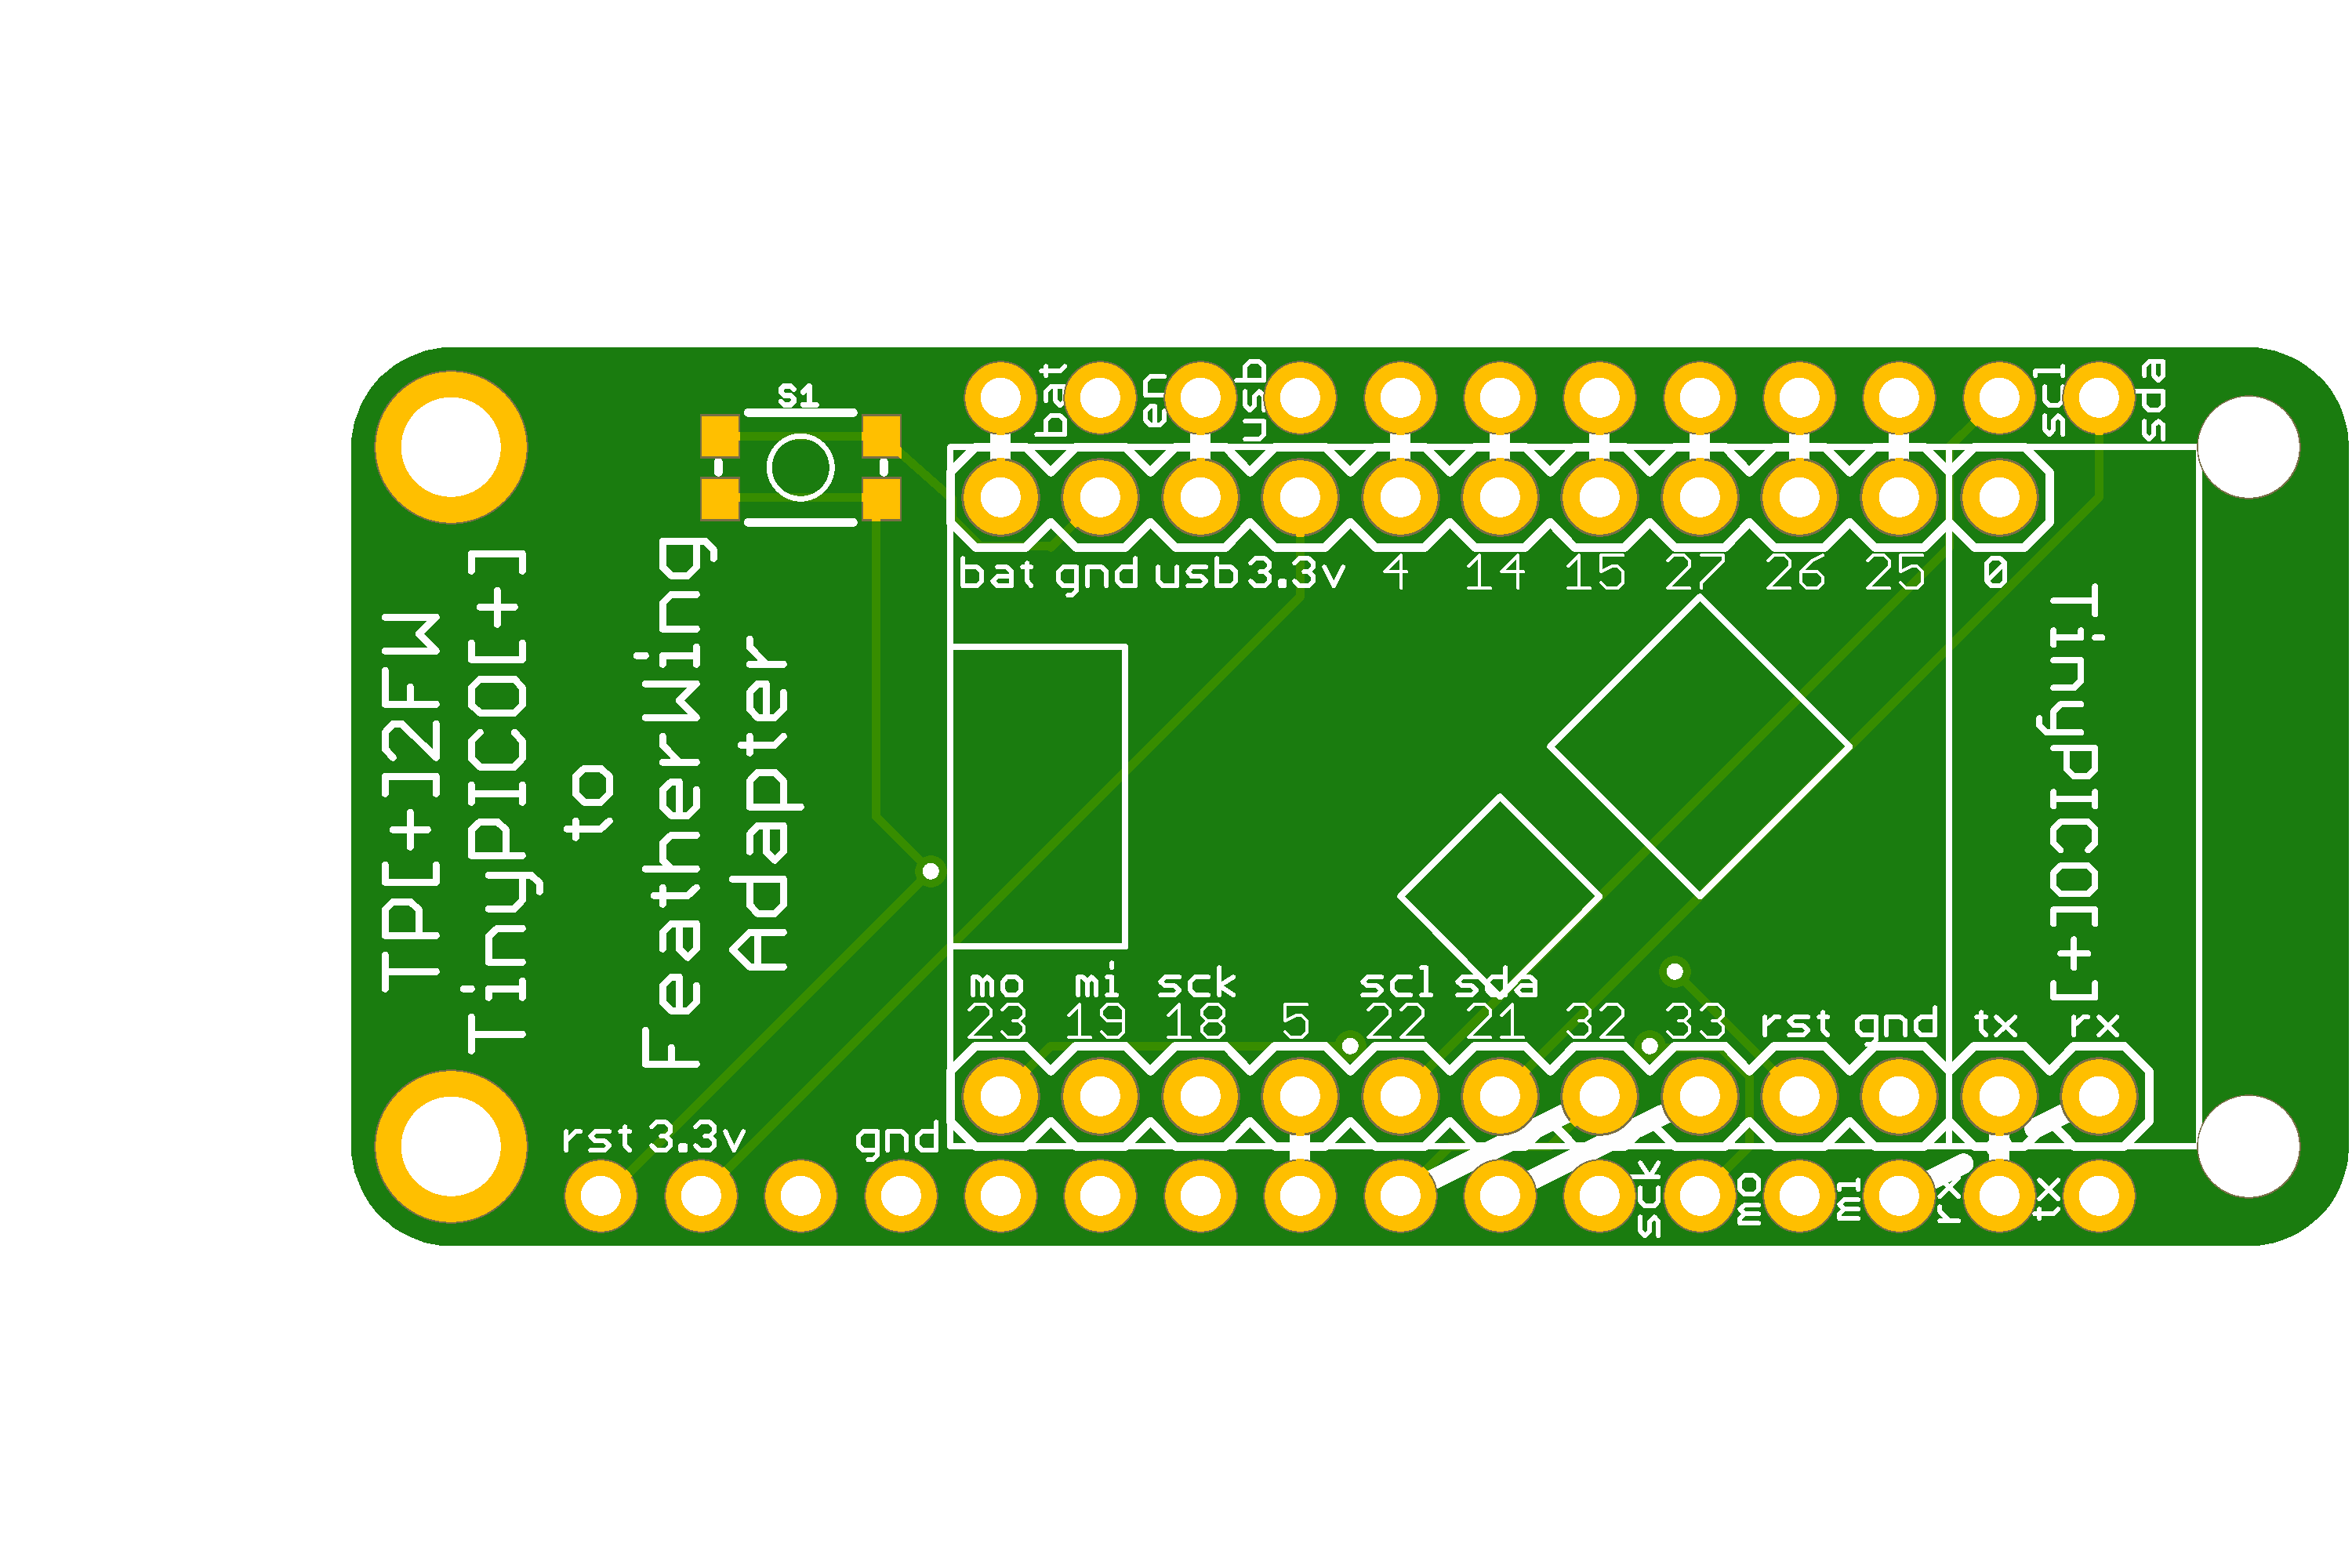 TP[+]2FW
TinyPICO[+]
to
FeatherWing
Adapter
s1
bat
en
usb
scl
sda
bat gnd usb 3.3v 4 14 15 27 26 25 0
TinyPICO[+]
mo mi sck scl sda
23 19 18 5 22 21 32 33 rst gnd tx rx
rst 3.3v gnd
sck
mo
mi
rx
tx